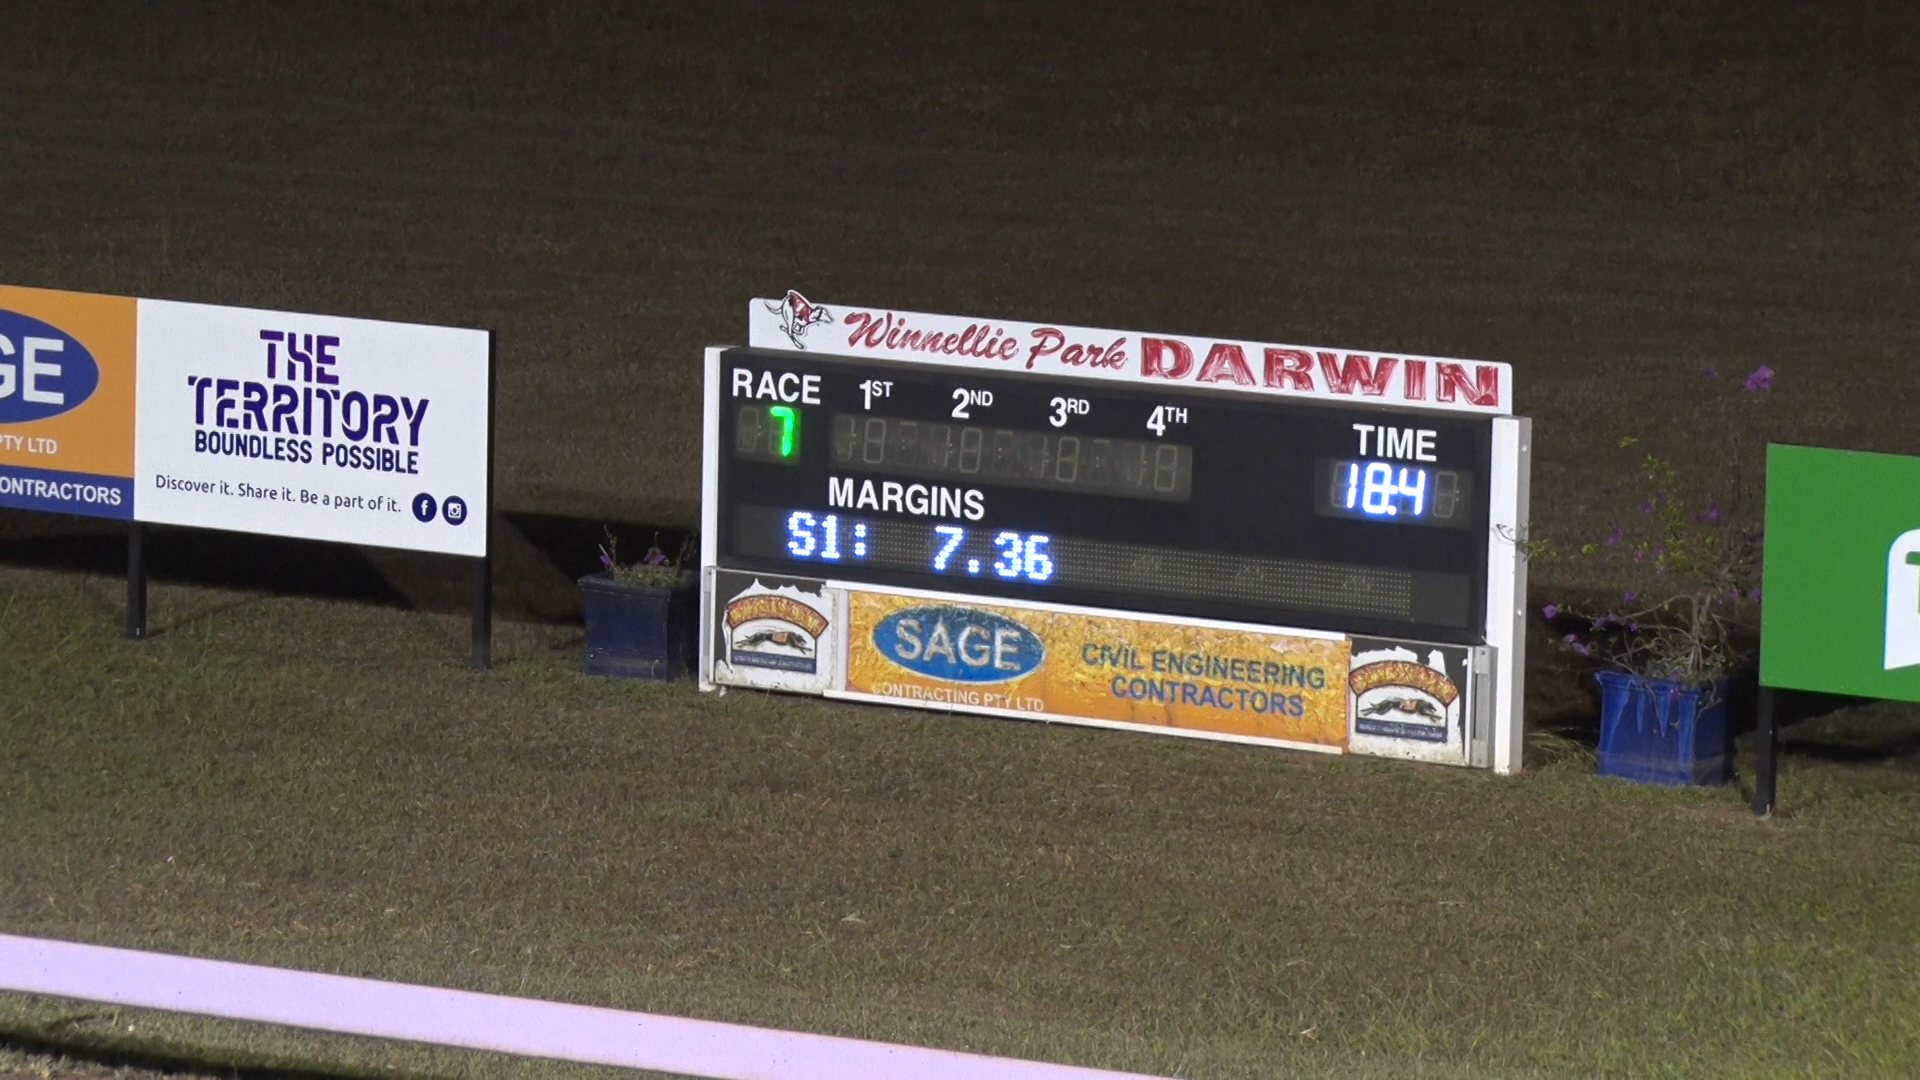 GE
PTY LTD
ONTRACTORS
THE
TERRITORY
BOUNDLESS POSSIBLE
Discover it. Share it. Be a part of it.
Winnellie Park DARWIN
RACE 1ST 2ND 3RD 4TH TIME
7 18:4
MARGINS
S1: 7.36
SAGE
CONTRACTING PTY LTD
CIVIL ENGINEERING
CONTRACTORS